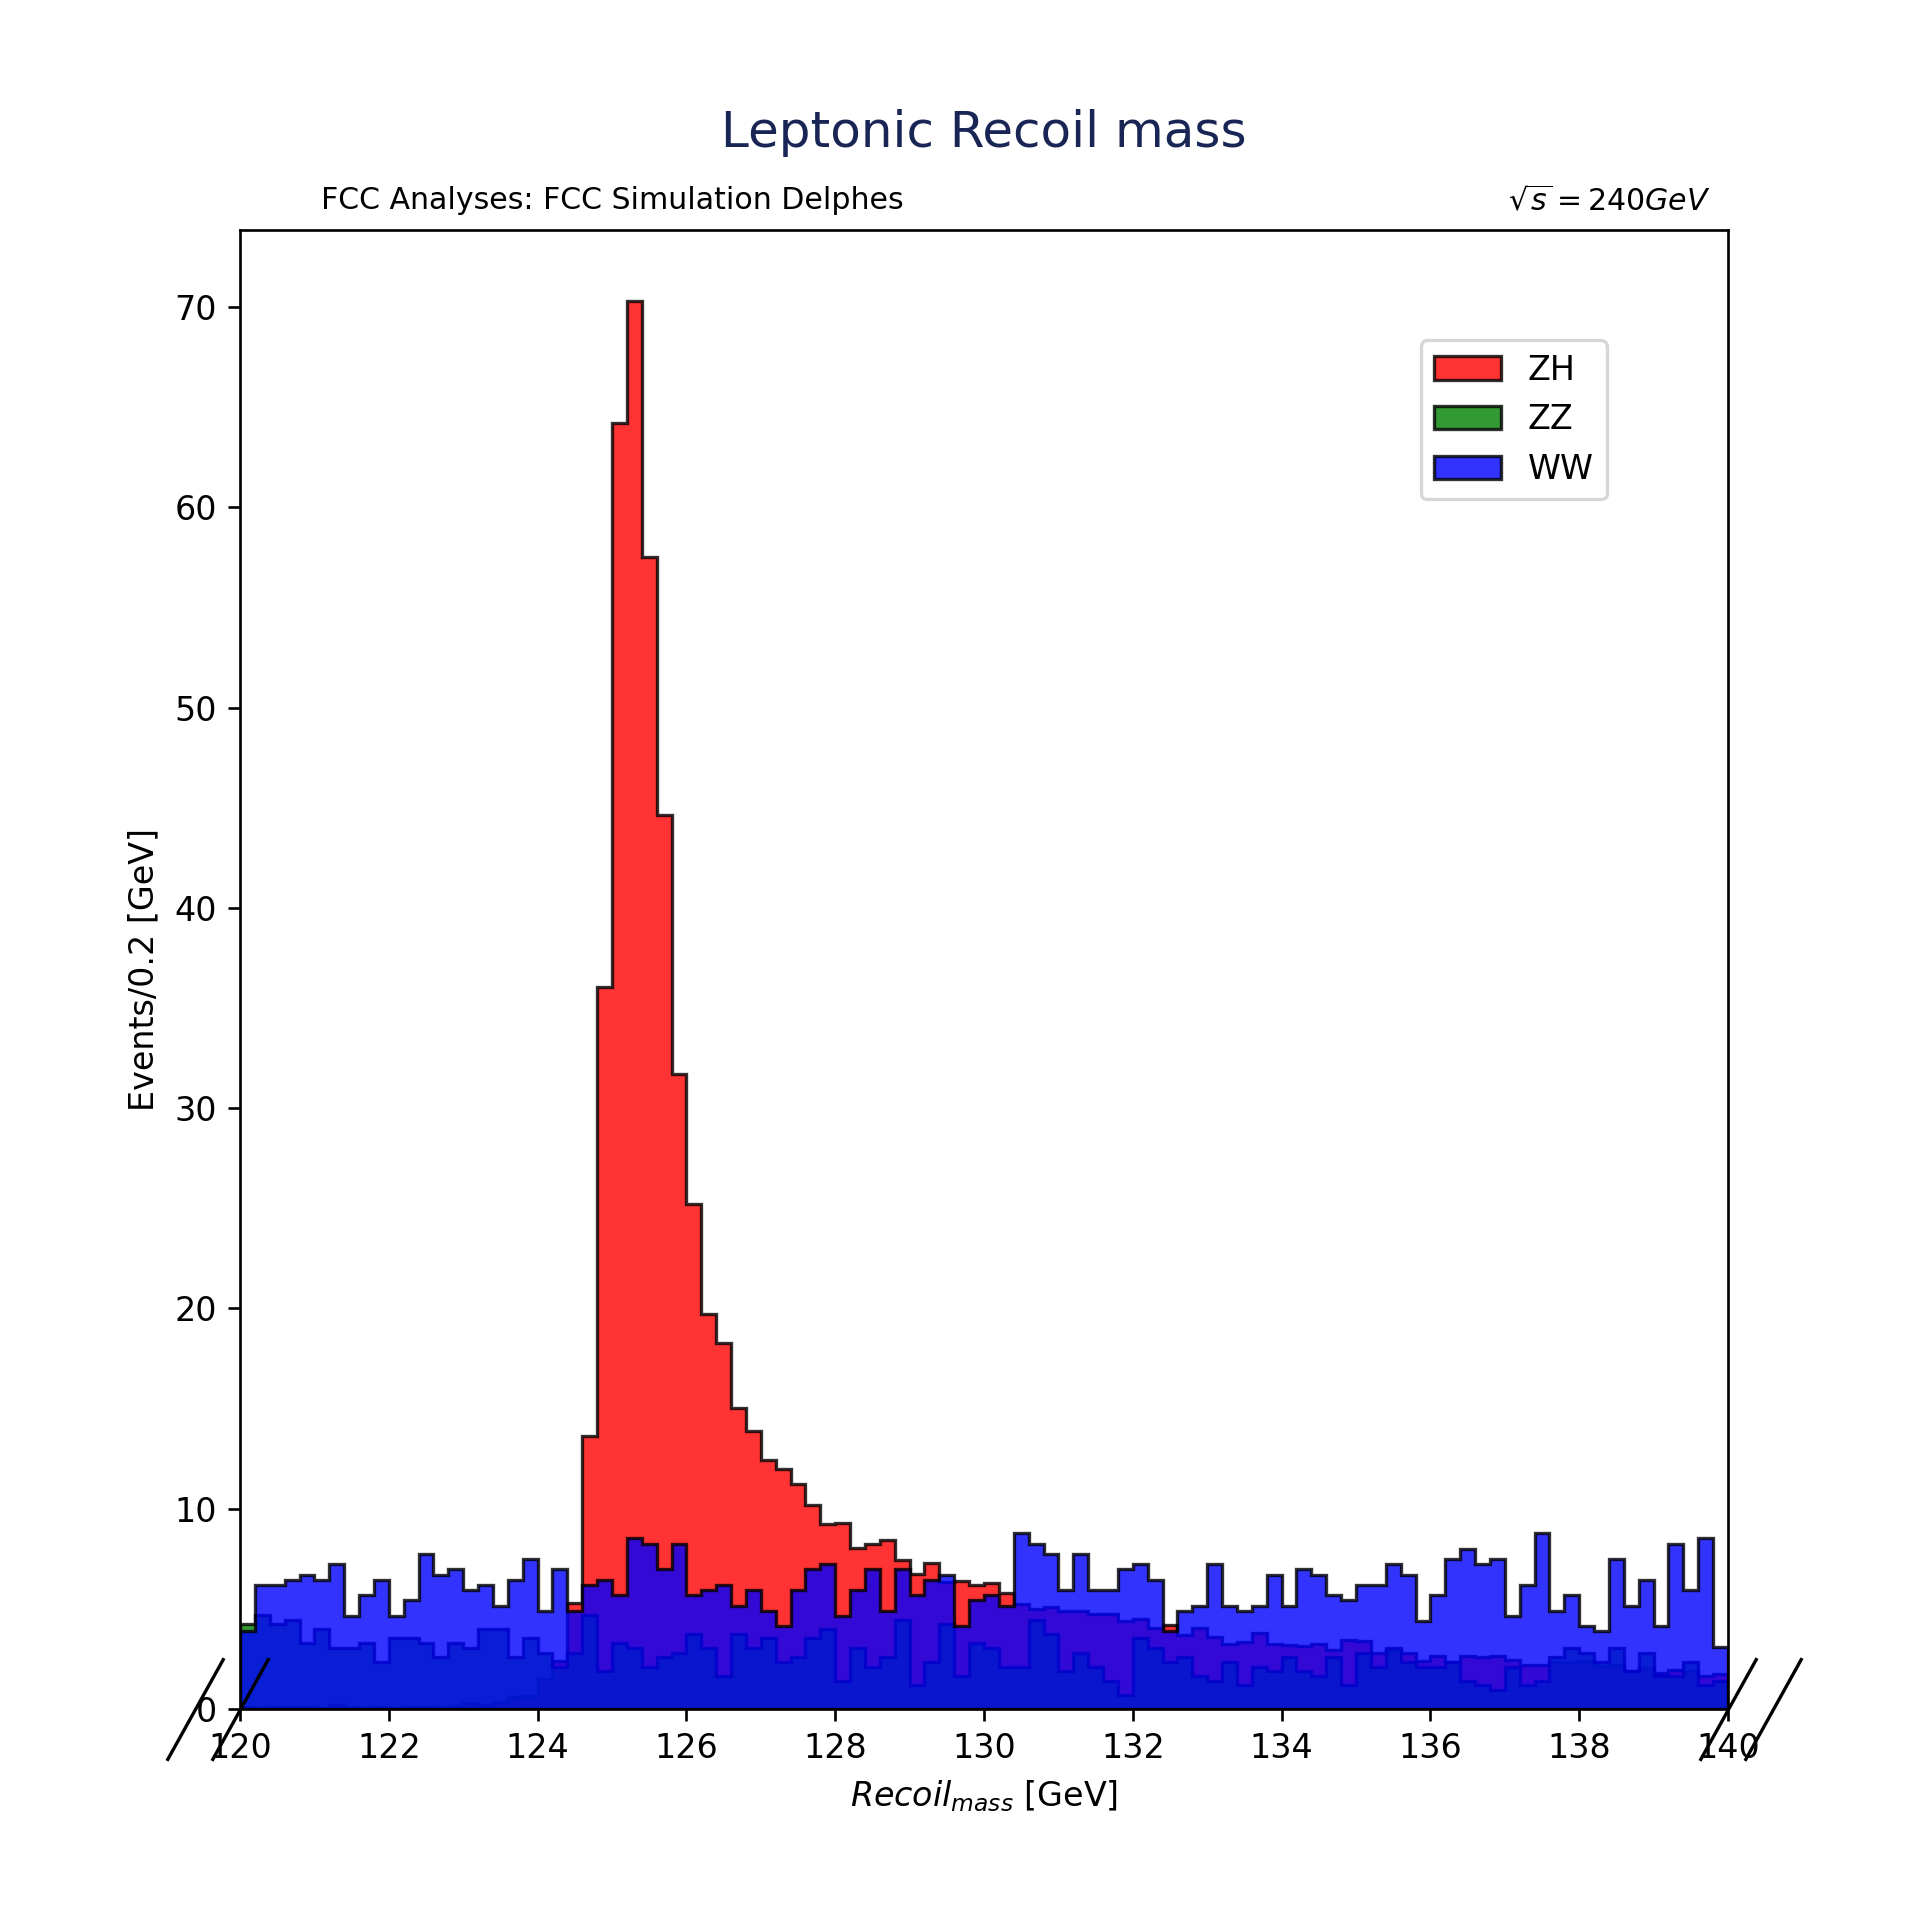 Leptonic Recoil mass
FCC Analyses: FCC Simulation Delphes
√s = 240GeV
ZH
ZZ
WW
Events/0.2 [GeV]
70
60
50
40
30
20
10
0
120 122 124 126 128 130 132 134 136 138 140
Recoil_mass [GeV]